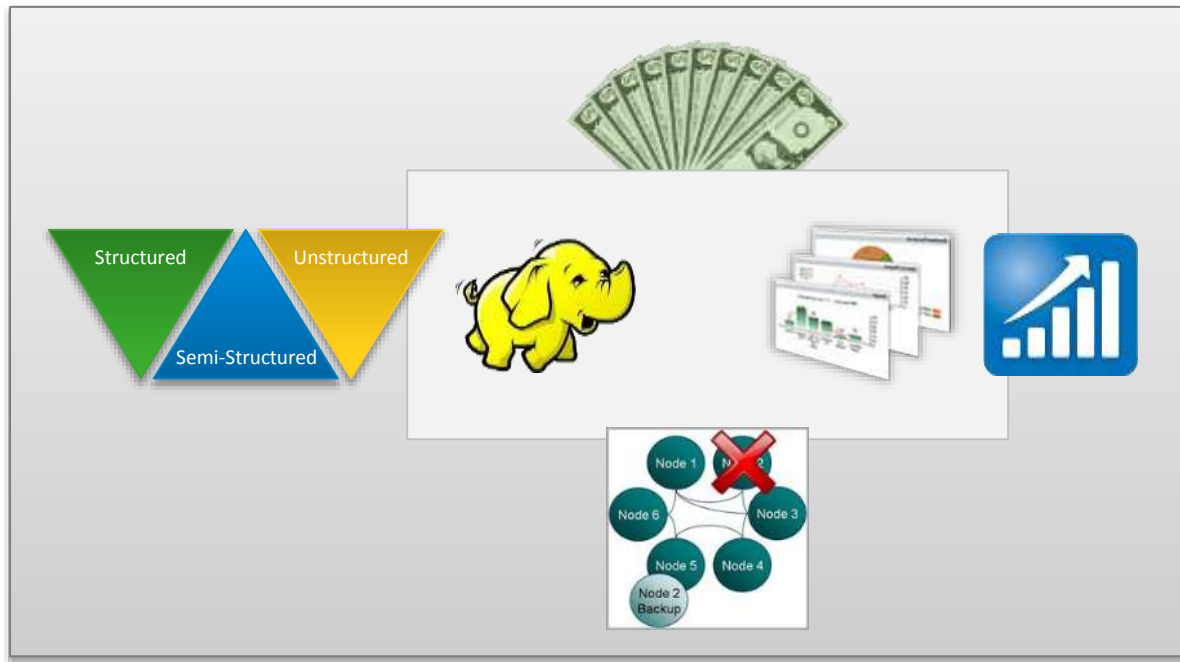 Structured
Unstructured
Semi-Structured
Node 1
Node 6
Node 3
Node 5
Node 4
Node 2
Backup